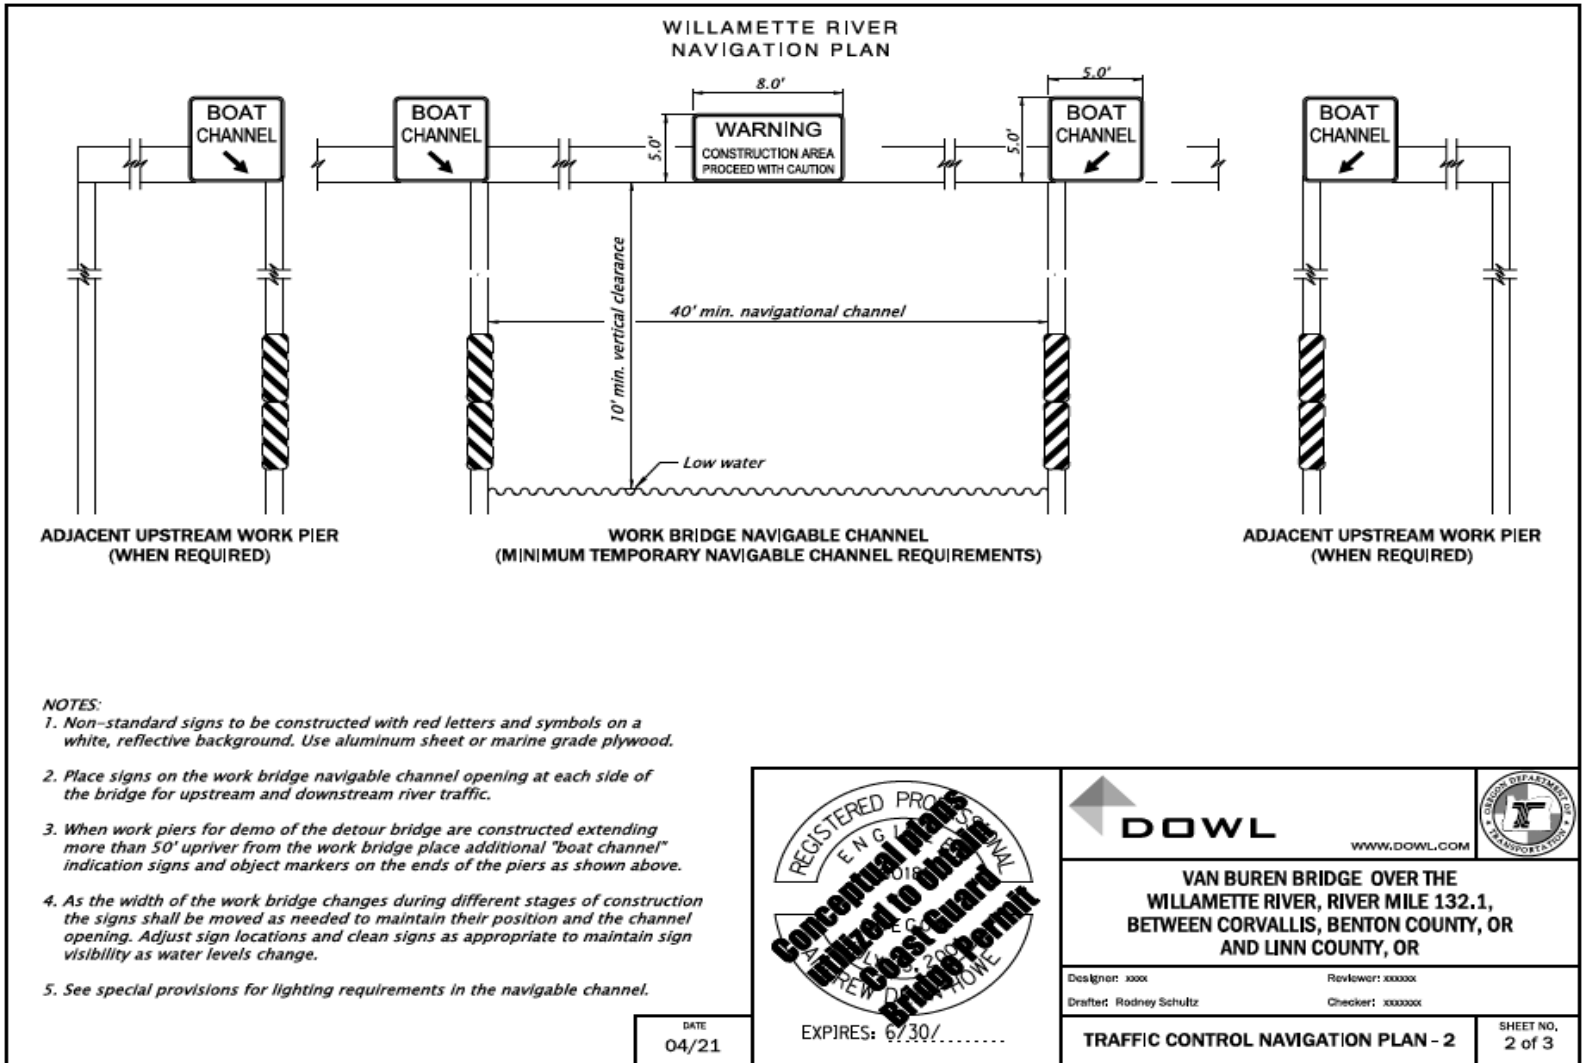 WILLAMETTE RIVER
NAVIGATION PLAN
BOAT
CHANNEL
BOAT
CHANNEL
8.0'
5.0'
WARNING
CONSTRUCTION AREA
PROCEED WITH CAUTION
5.0'
5.0'
BOAT
CHANNEL
BOAT
CHANNEL
10' min. vertical clearance
40' min. navigational channel
Low water
ADJACENT UPSTREAM WORK PIER
(WHEN REQUIRED)
WORK BRIDGE NAVIGABLE CHANNEL
(MINIMUM TEMPORARY NAVIGABLE CHANNEL REQUIREMENTS)
ADJACENT UPSTREAM WORK PIER
(WHEN REQUIRED)
NOTES:
1. Non-standard signs to be constructed with red letters and symbols on a
white, reflective background. Use aluminum sheet or marine grade plywood.
2. Place signs on the work bridge navigable channel opening at each side of
the bridge for upstream and downstream river traffic.
3. When work piers for demo of the detour bridge are constructed extending
more than 50' upriver from the work bridge place additional "boat channel"
indication signs and object markers on the ends of the piers as shown above.
4. As the width of the work bridge changes during different stages of construction
the signs shall be moved as needed to maintain their position and the channel
opening. Adjust sign locations and clean signs as appropriate to maintain sign
visibility as water levels change.
5. See special provisions for lighting requirements in the navigable channel.
DATE
04/21
REGISTERED
Conceptual plans
utilized to obtain
Coast Guard
Bridge Permit
EXPIRES: 6/30/
DOWL
WWW.DOWL.COM
OREGON DEPARTMENT OF
TRANSPORTATION
VAN BUREN BRIDGE OVER THE
WILLAMETTE RIVER, RIVER MILE 132.1,
BETWEEN CORVALLIS, BENTON COUNTY, OR
AND LINN COUNTY, OR
Designer: xxxx
Reviewer: xxxxxx
Drafter: Rodney Schultz
Checker: xxxxxxx
TRAFFIC CONTROL NAVIGATION PLAN - 2
SHEET NO.
2 of 3